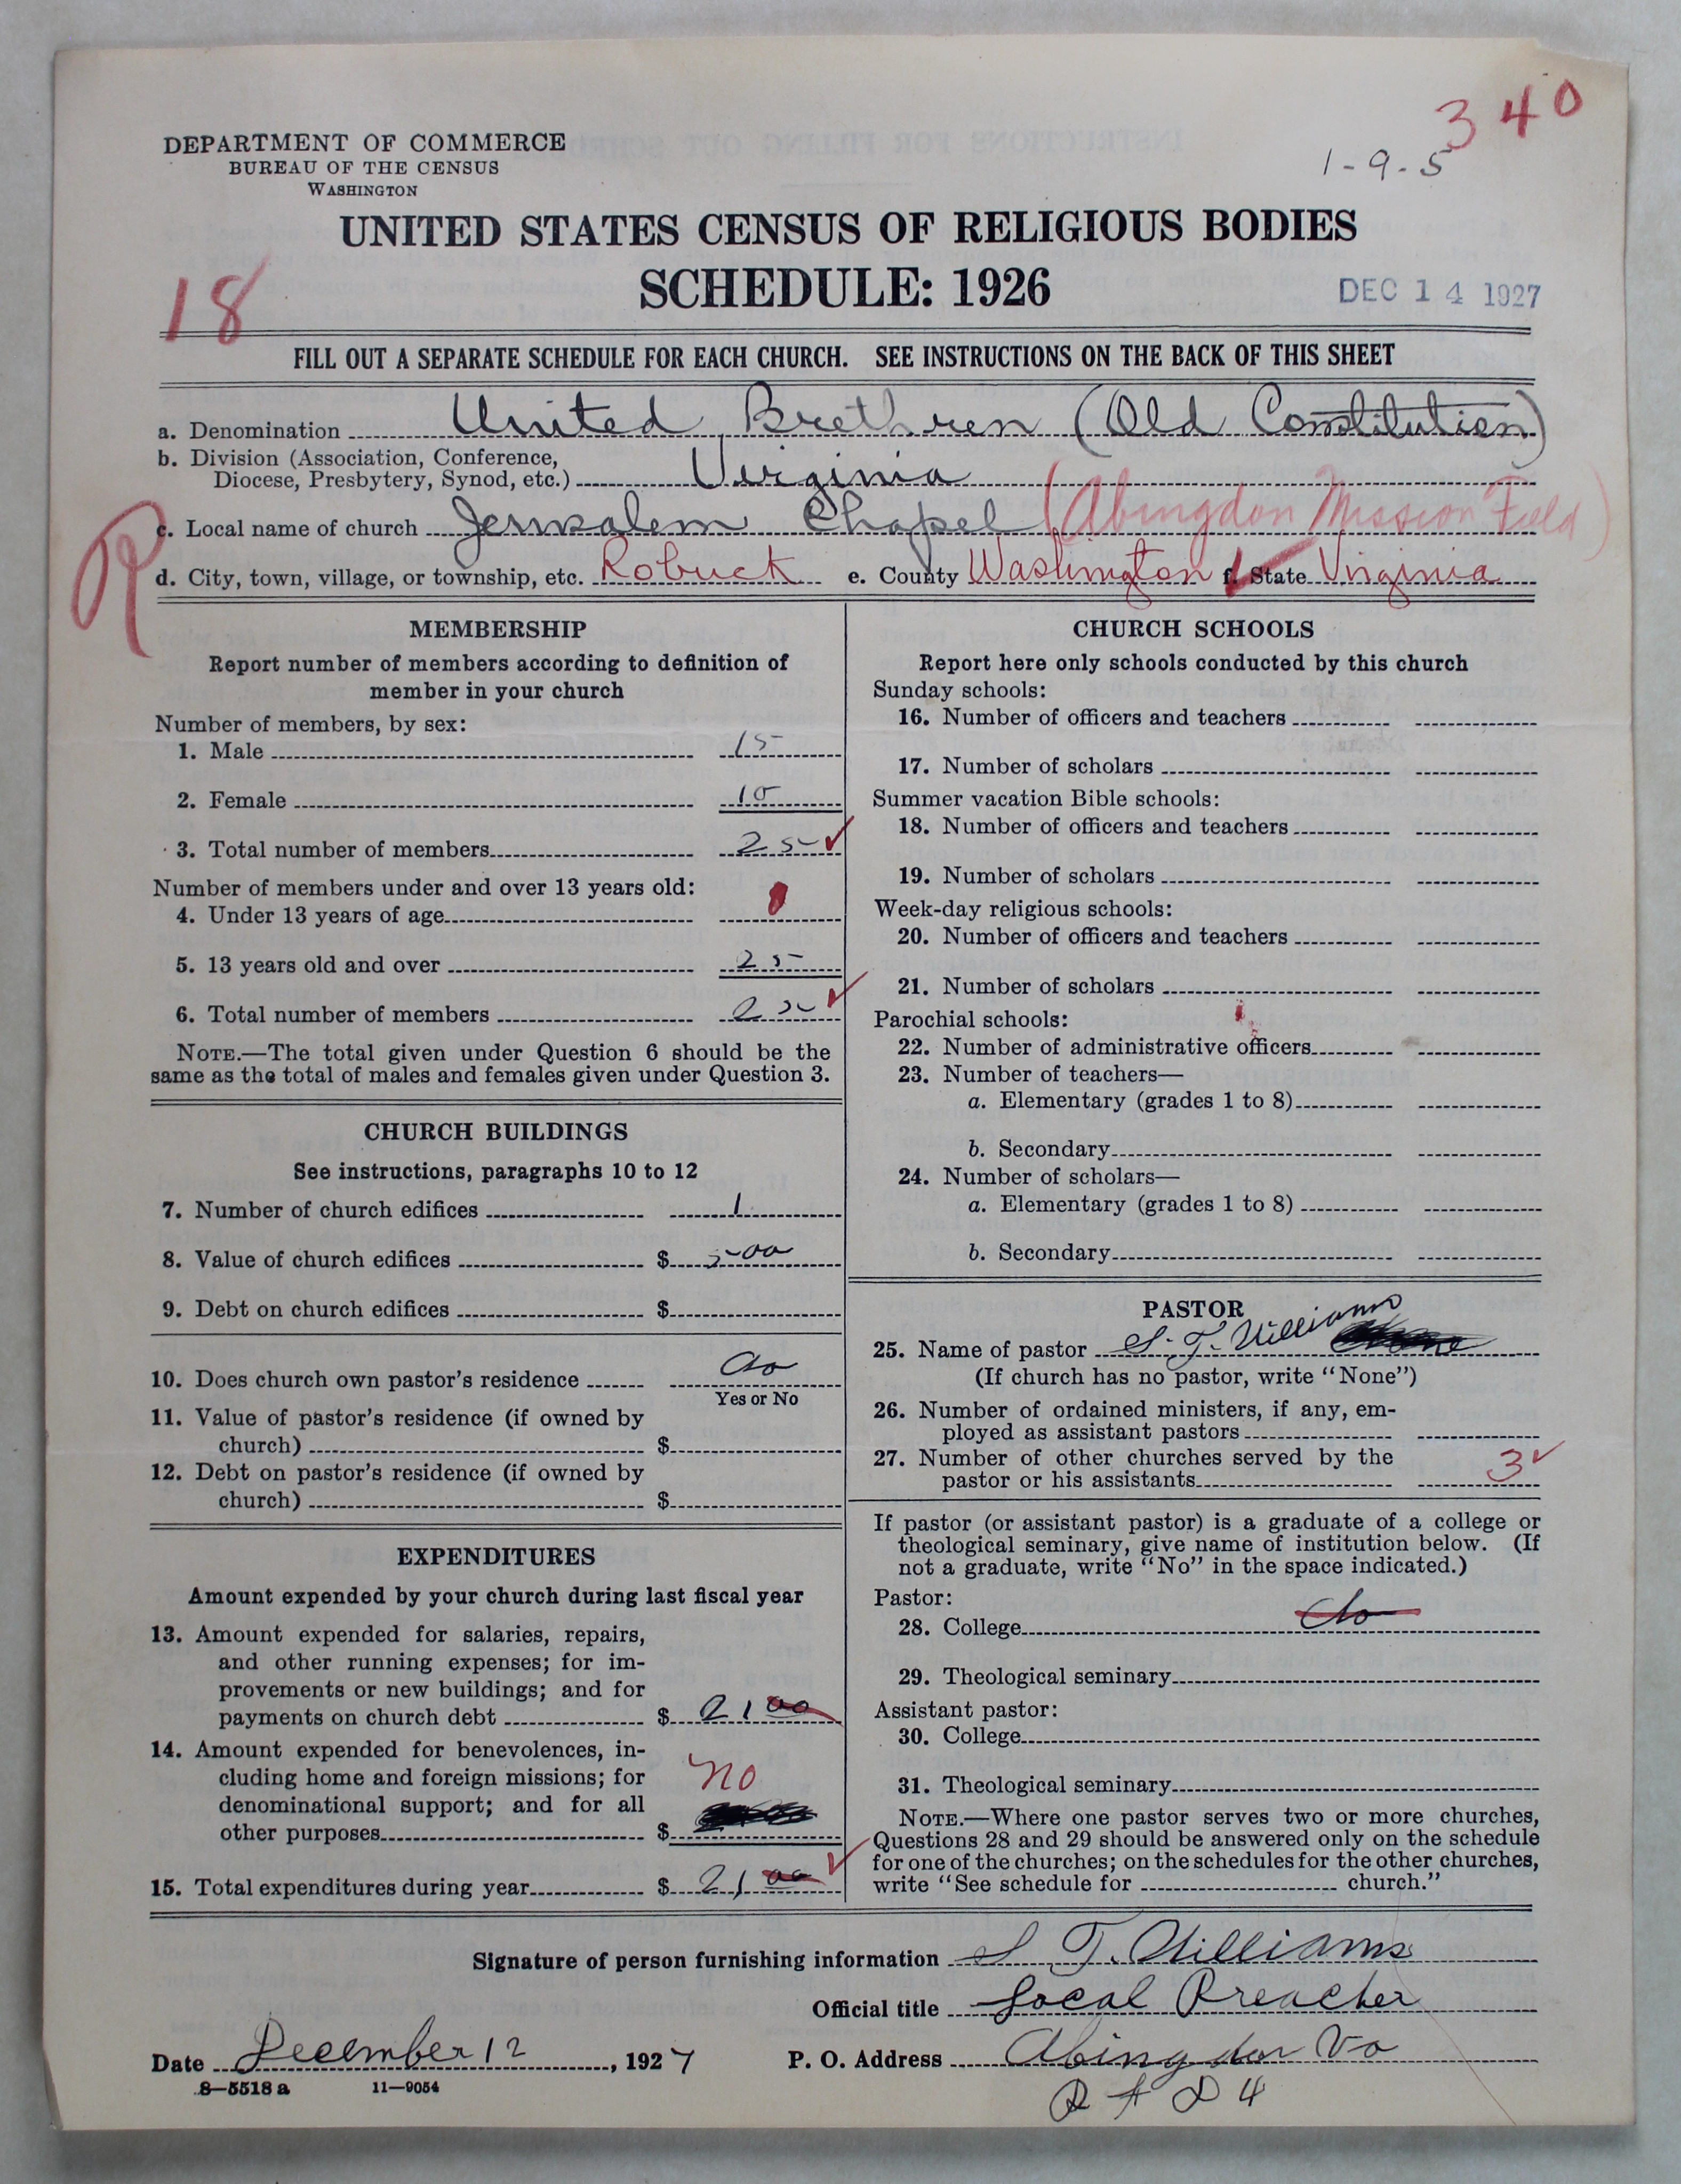 340
1-9-5
DEPARTMENT OF COMMERCE
BUREAU OF THE CENSUS
WASHINGTON
UNITED STATES CENSUS OF RELIGIOUS BODIES
SCHEDULE: 1926
18
DEC 14 1927
FILL OUT A SEPARATE SCHEDULE FOR EACH CHURCH. SEE INSTRUCTIONS ON THE BACK OF THIS SHEET
a. Denomination United Brethren (Old Constitution)
b. Division (Association, Conference,
Diocese, Presbytery, Synod, etc.) Virginia
R
c. Local name of church Jerusalem Chapel (Abingdon Mission Field)
d. City, town, village, or township, etc. Robuck e. County Washington f. State Virginia
MEMBERSHIP
Report number of members according to definition of
member in your church
Number of members, by sex:
1. Male 15
2. Female 10
3. Total number of members 25 ✓
Number of members under and over 13 years old:
4. Under 13 years of age
5. 13 years old and over 25
6. Total number of members 25 ✓
NOTE.—The total given under Question 6 should be the
same as the total of males and females given under Question 3.
CHURCH BUILDINGS
See instructions, paragraphs 10 to 12
7. Number of church edifices 1
8. Value of church edifices $ 500
9. Debt on church edifices $
10. Does church own pastor's residence No
Yes or No
11. Value of pastor's residence (if owned by
church) $
12. Debt on pastor's residence (if owned by
church) $
EXPENDITURES
Amount expended by your church during last fiscal year
13. Amount expended for salaries, repairs,
and other running expenses; for im-
provements or new buildings; and for
payments on church debt $ 21 00
14. Amount expended for benevolences, in-
cluding home and foreign missions; for
denominational support; and for all
other purposes $ no
15. Total expenditures during year $ 21 00 ✓
CHURCH SCHOOLS
Report here only schools conducted by this church
Sunday schools:
16. Number of officers and teachers
17. Number of scholars
Summer vacation Bible schools:
18. Number of officers and teachers
19. Number of scholars
Week-day religious schools:
20. Number of officers and teachers
21. Number of scholars
Parochial schools:
22. Number of administrative officers
23. Number of teachers—
a. Elementary (grades 1 to 8)
b. Secondary
24. Number of scholars—
a. Elementary (grades 1 to 8)
b. Secondary
PASTOR
25. Name of pastor S. T. Williams
(If church has no pastor, write "None")
26. Number of ordained ministers, if any, em-
ployed as assistant pastors
27. Number of other churches served by the
pastor or his assistants 3 ✓
If pastor (or assistant pastor) is a graduate of a college or
theological seminary, give name of institution below. (If
not a graduate, write "No" in the space indicated.)
Pastor:
28. College No
29. Theological seminary
Assistant pastor:
30. College
31. Theological seminary
NOTE.—Where one pastor serves two or more churches,
Questions 28 and 29 should be answered only on the schedule
for one of the churches; on the schedules for the other churches,
write "See schedule for church."
Signature of person furnishing information S T. Williams
Official title Local Preacher
Date December 12, 1927 P. O. Address Abingdon Va
R F D 4
8—5518 a 11—9054